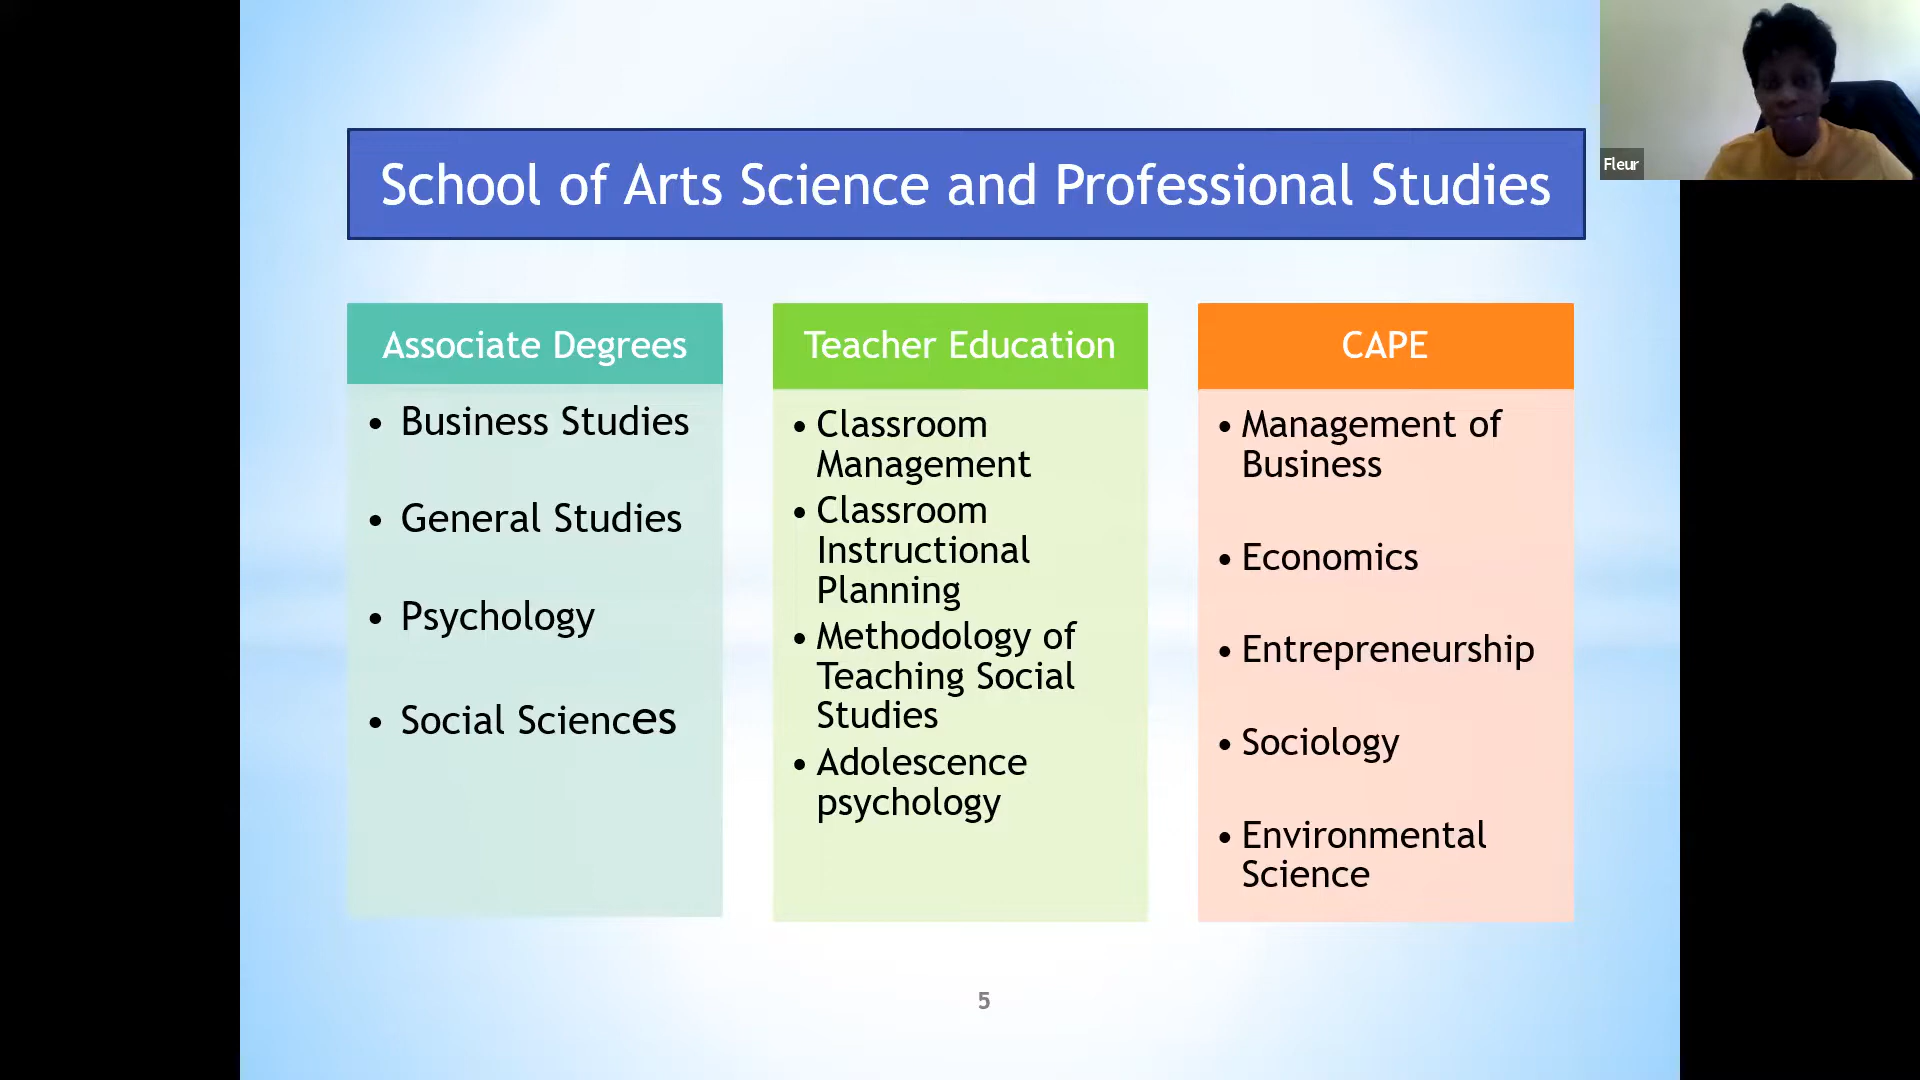 School of Arts Science and Professional Studies
Fleur
Associate Degrees
• Business Studies
• General Studies
• Psychology
• Social Sciences
Teacher Education
• Classroom
Management
• Classroom
Instructional
Planning
• Methodology of
Teaching Social
Studies
• Adolescence
psychology
CAPE
• Management of
Business
• Economics
• Entrepreneurship
• Sociology
• Environmental
Science
5